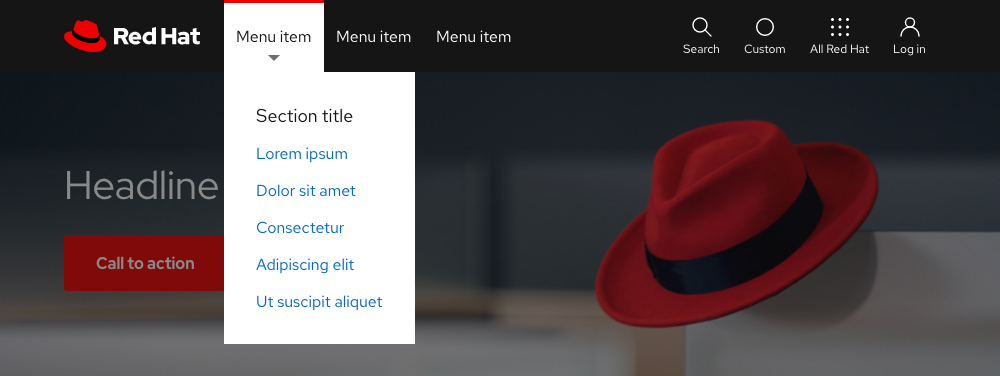 Red Hat
Menu item
Menu item
Menu item
Search
Custom
All Red Hat
Log in
Section title
Lorem ipsum
Dolor sit amet
Consectetur
Adipiscing elit
Ut suscipit aliquet
Headline
Call to action